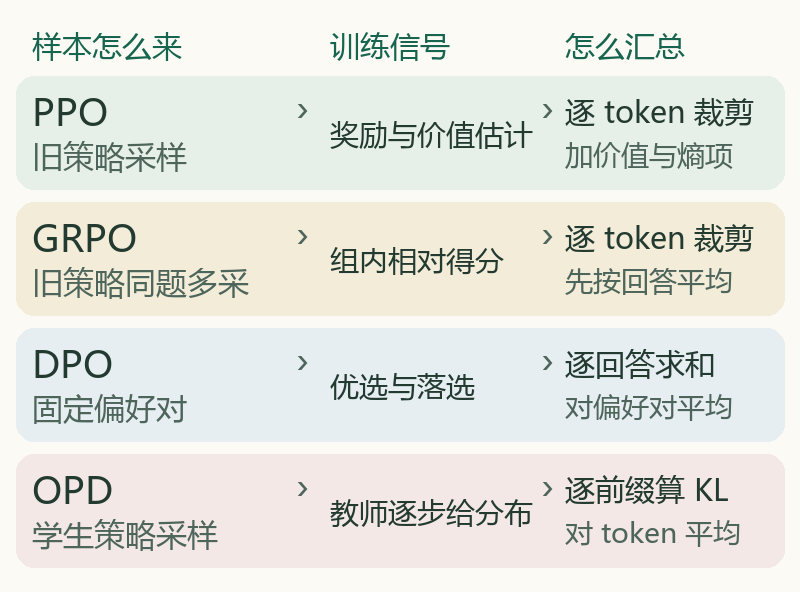 样本怎么来
训练信号
怎么汇总
PPO
旧策略采样
›
奖励与价值估计
›
逐 token 裁剪
加价值与熵项
GRPO
旧策略同题多采
›
组内相对得分
›
逐 token 裁剪
先按回答平均
DPO
固定偏好对
›
优选与落选
›
逐回答求和
对偏好对平均
OPD
学生策略采样
›
教师逐步给分布
›
逐前缀算 KL
对 token 平均